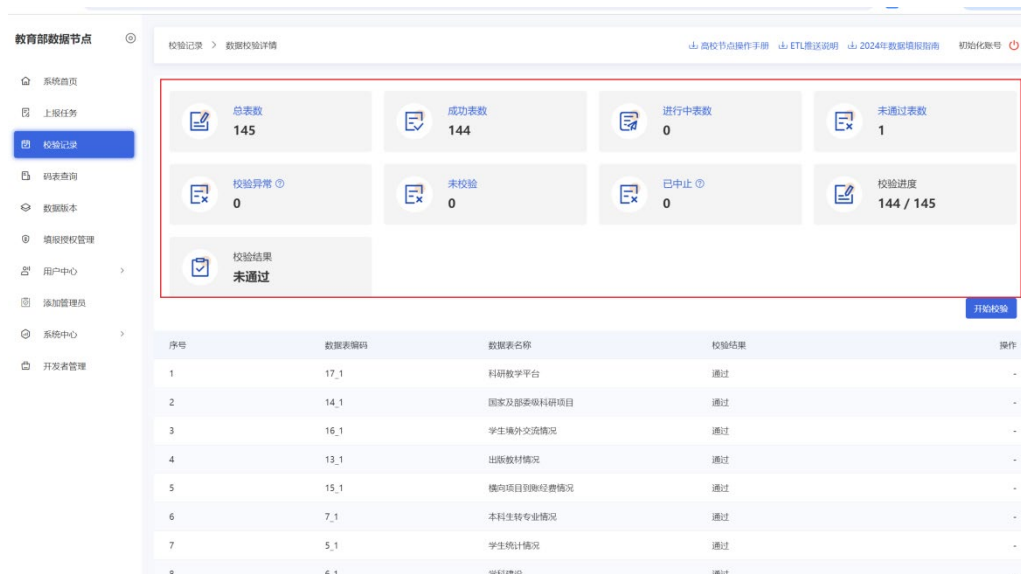 教育部数据节点
校验记录 > 数据校验详情
高校节点操作手册 ETL推送说明 2024年数据填报指南 初始化账号
系统首页
上报任务
校验记录
码表查询
数据版本
填报授权管理
用户中心
添加管理员
系统中心
开发者管理
总表数
145
成功表数
144
进行中表数
0
未通过表数
1
校验异常
0
未校验
0
已中止
0
校验进度
144 / 145
校验结果
未通过
开始校验
序号 数据表编码 数据表名称 校验结果 操作
1 17_1 科研教学平台 通过 -
2 14_1 国家及部委级科研项目 通过 -
3 16_1 学生境外交流情况 通过 -
4 13_1 出版教材情况 通过 -
5 15_1 横向项目到账经费情况 通过 -
6 7_1 本科生转专业情况 通过 -
7 5_1 学生统计情况 通过 -
8 6_1 学科建设 通过